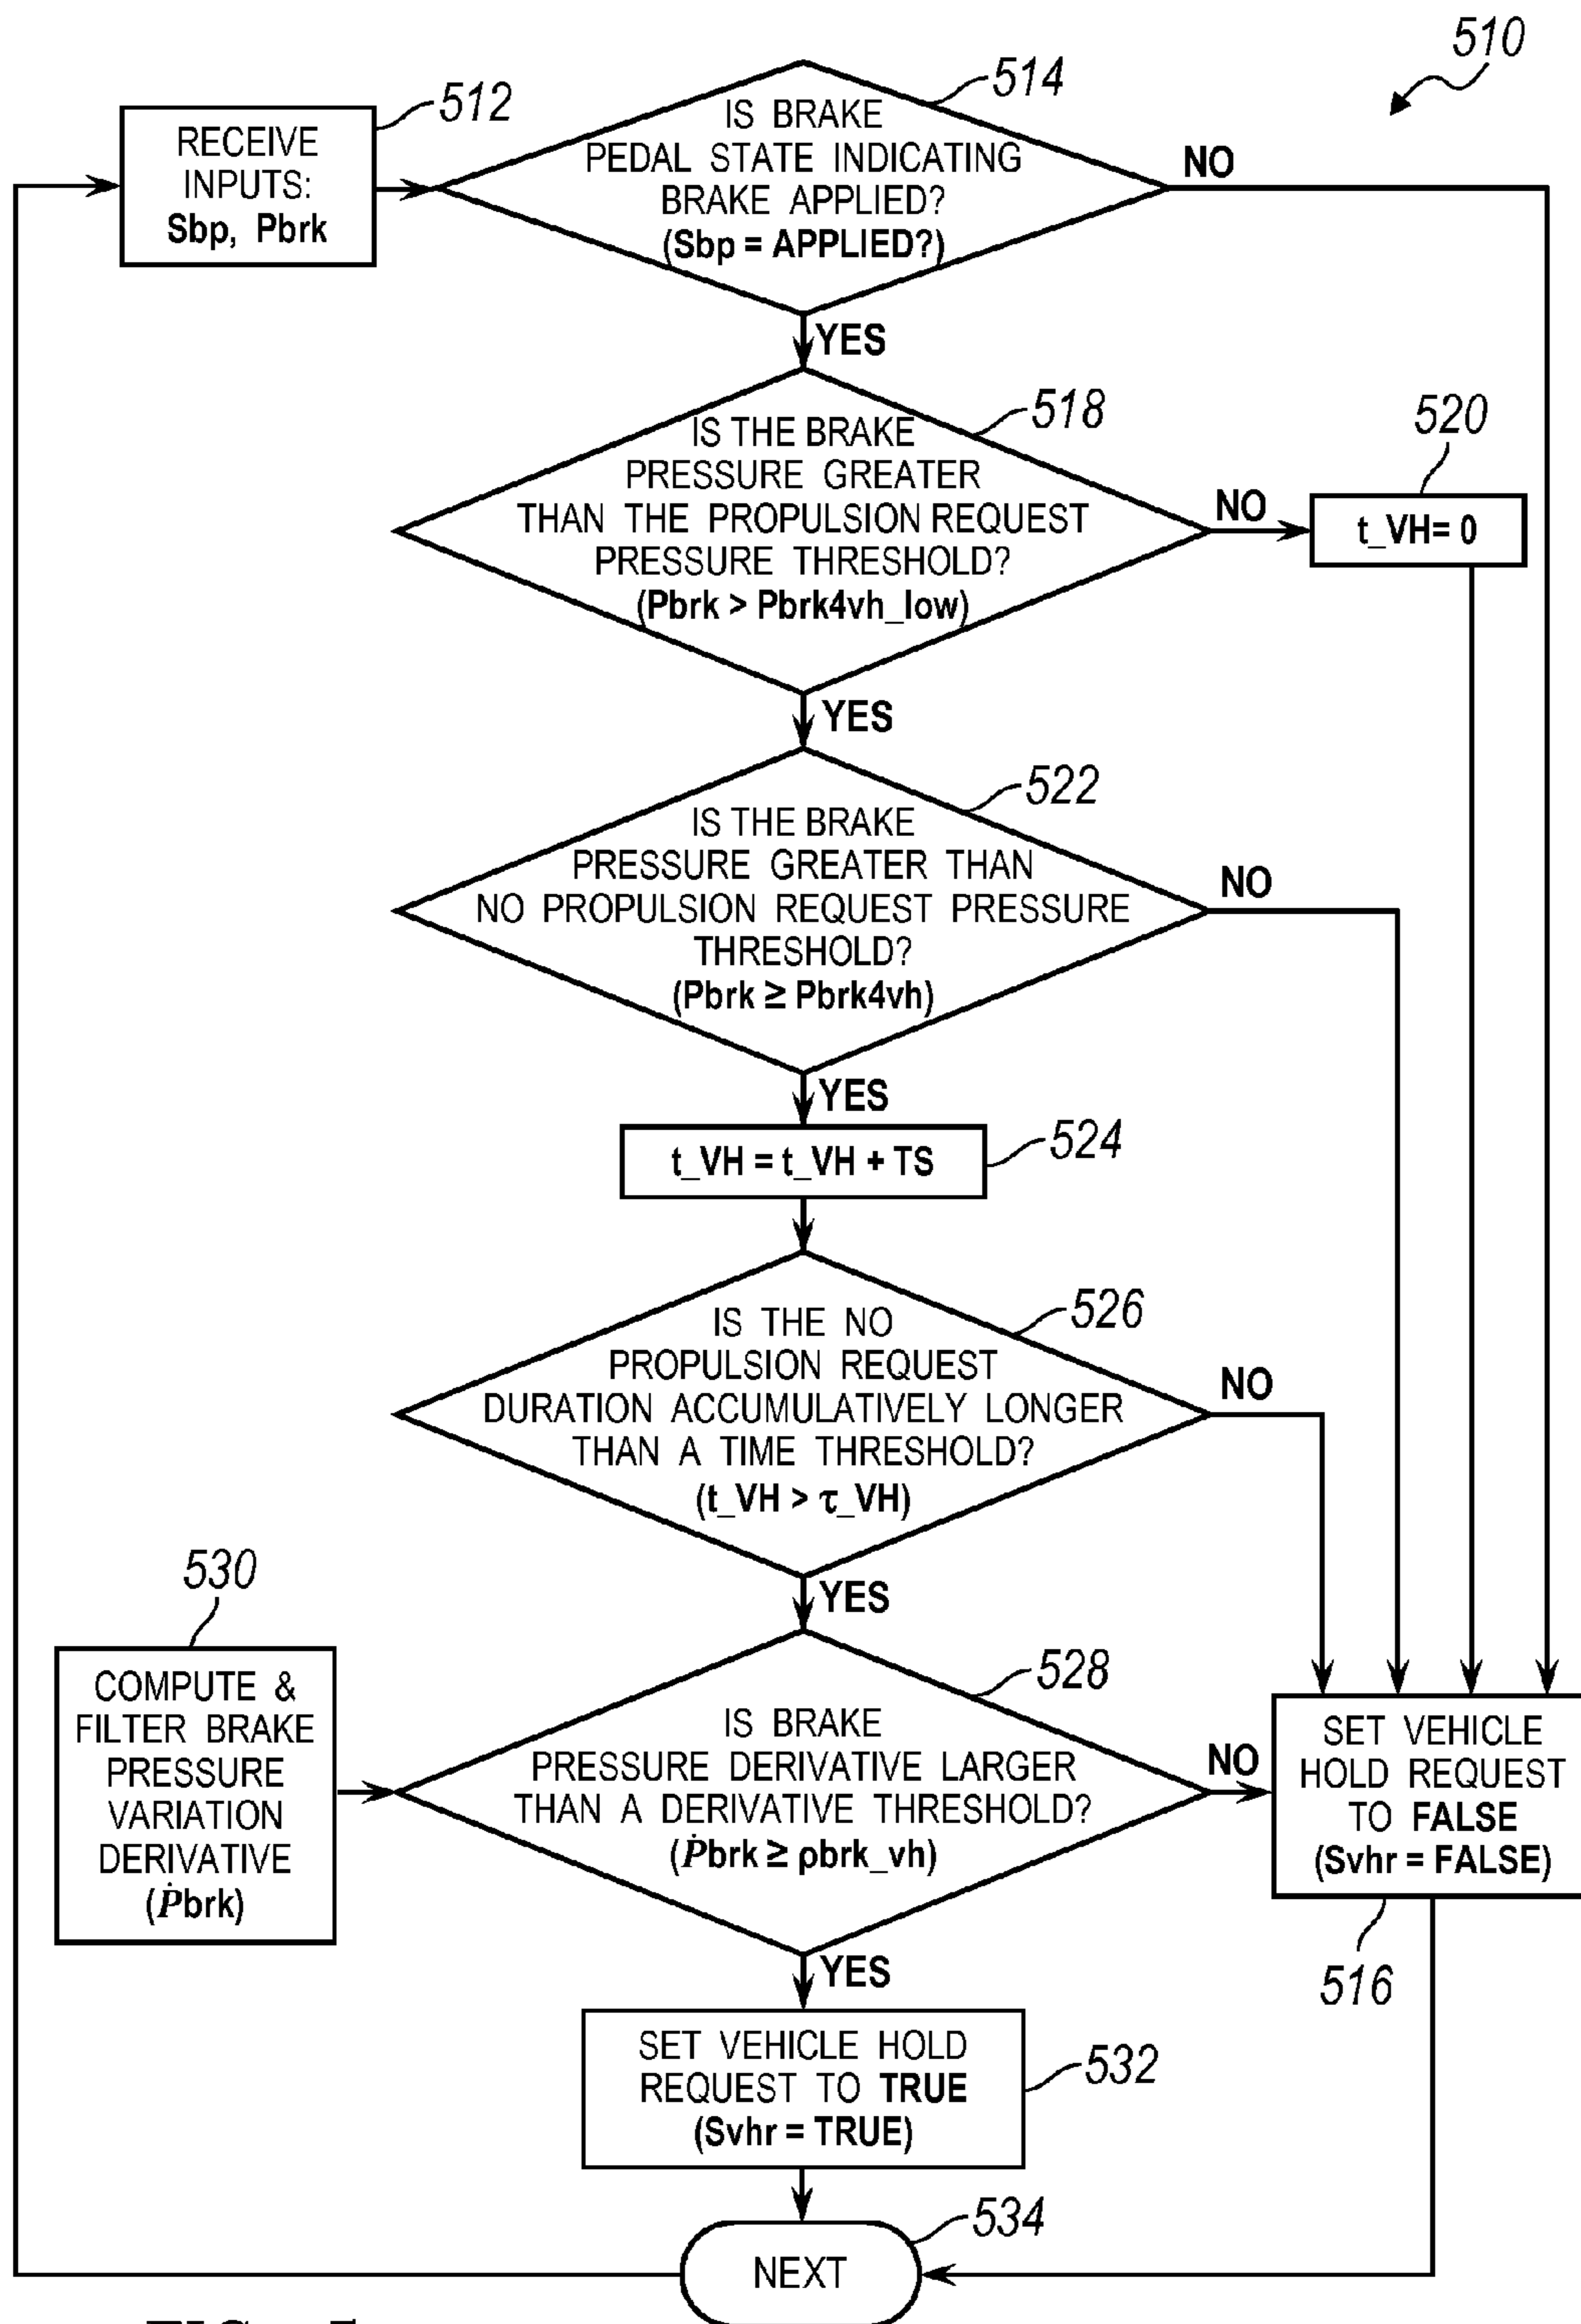 510
512
RECEIVE
INPUTS:
Sbp, Pbrk
514
IS BRAKE
PEDAL STATE INDICATING
BRAKE APPLIED?
(Sbp = APPLIED?)
NO
YES
518
IS THE BRAKE
PRESSURE GREATER
THAN THE PROPULSION REQUEST
PRESSURE THRESHOLD?
(Pbrk > Pbrk4vh_low)
NO
520
t_VH= 0
YES
522
IS THE BRAKE
PRESSURE GREATER THAN
NO PROPULSION REQUEST PRESSURE
THRESHOLD?
(Pbrk ≥ Pbrk4vh)
NO
YES
t_VH = t_VH + TS
524
526
IS THE NO
PROPULSION REQUEST
DURATION ACCUMULATIVELY LONGER
THAN A TIME THRESHOLD?
(t_VH > τ_VH)
NO
YES
530
COMPUTE &
FILTER BRAKE
PRESSURE
VARIATION
DERIVATIVE
(Ṗbrk)
528
IS BRAKE
PRESSURE DERIVATIVE LARGER
THAN A DERIVATIVE THRESHOLD?
(Ṗbrk ≥ ρbrk_vh)
NO
SET VEHICLE
HOLD REQUEST
TO FALSE
(Svhr = FALSE)
516
YES
SET VEHICLE HOLD
REQUEST TO TRUE
(Svhr = TRUE)
532
534
NEXT